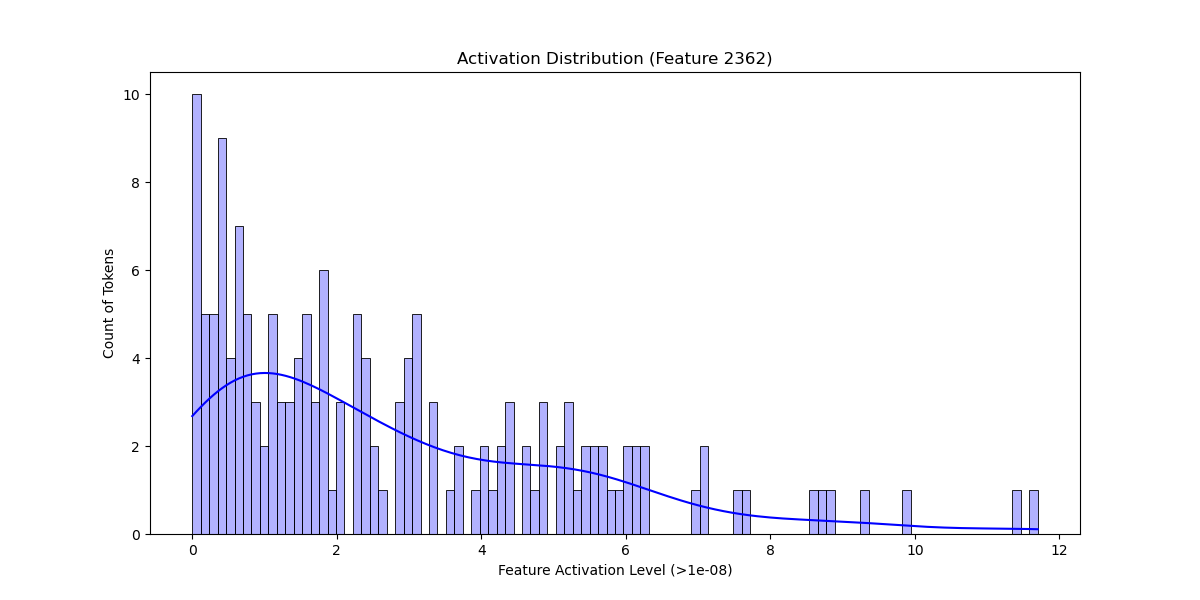 Activation Distribution (Feature 2362)
10
8
6
4
2
0
Count of Tokens
0 2 4 6 8 10 12
Feature Activation Level (>1e-08)